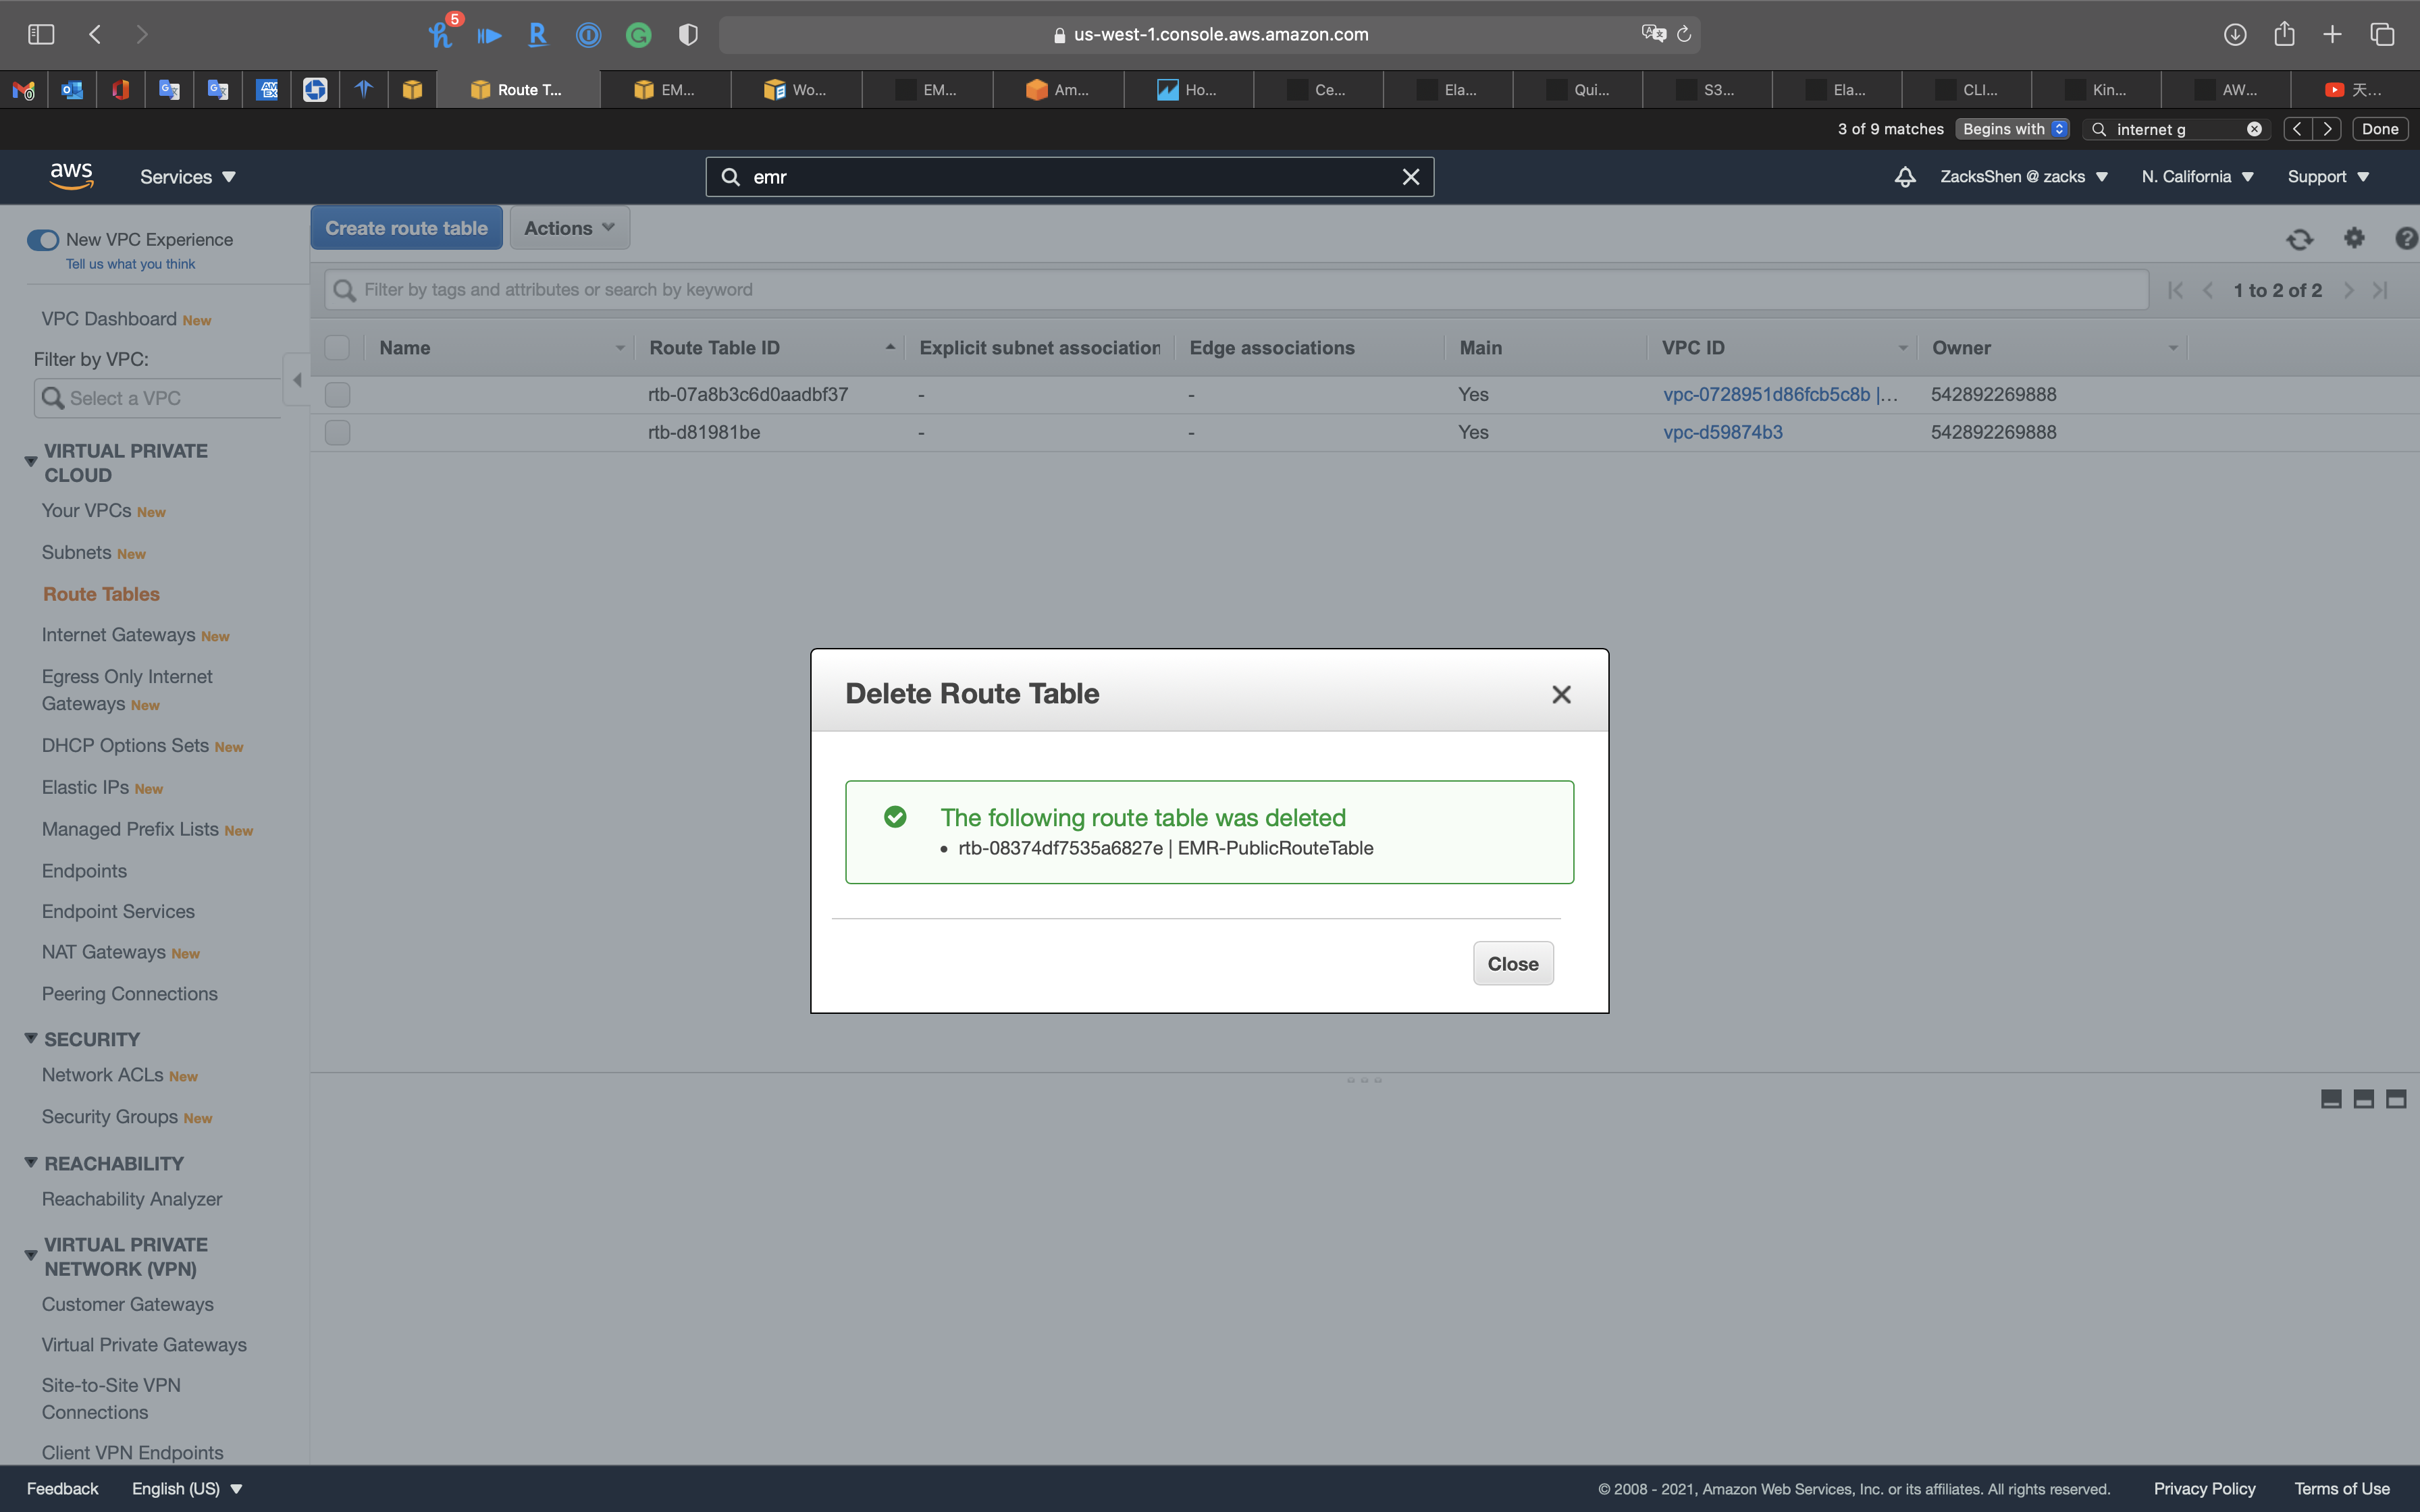 5
us-west-1.console.aws.amazon.com
Route T...
EM...
Wo...
EM...
Am...
Ho...
Ce...
Ela...
Qui...
S3...
Ela...
CLI...
Kin...
AW...
天...
3 of 9 matches
Begins with
internet g
Done
aws
Services
emr
ZacksShen @ zacks
N. California
Support
New VPC Experience
Tell us what you think
Create route table
Actions
Filter by tags and attributes or search by keyword
1 to 2 of 2
Name
Route Table ID
Explicit subnet association
Edge associations
Main
VPC ID
Owner
rtb-07a8b3c6d0aadbf37 - - Yes vpc-0728951d86fcb5c8b |... 542892269888
rtb-d81981be - - Yes vpc-d59874b3 542892269888
VPC Dashboard New
Filter by VPC:
Select a VPC
VIRTUAL PRIVATE
CLOUD
Your VPCs New
Subnets New
Route Tables
Internet Gateways New
Egress Only Internet
Gateways New
DHCP Options Sets New
Elastic IPs New
Managed Prefix Lists New
Endpoints
Endpoint Services
NAT Gateways New
Peering Connections
SECURITY
Network ACLs New
Security Groups New
REACHABILITY
Reachability Analyzer
VIRTUAL PRIVATE
NETWORK (VPN)
Customer Gateways
Virtual Private Gateways
Site-to-Site VPN
Connections
Client VPN Endpoints
Delete Route Table
The following route table was deleted
• rtb-08374df7535a6827e | EMR-PublicRouteTable
Close
Feedback
English (US)
© 2008 - 2021, Amazon Web Services, Inc. or its affiliates. All rights reserved.
Privacy Policy
Terms of Use